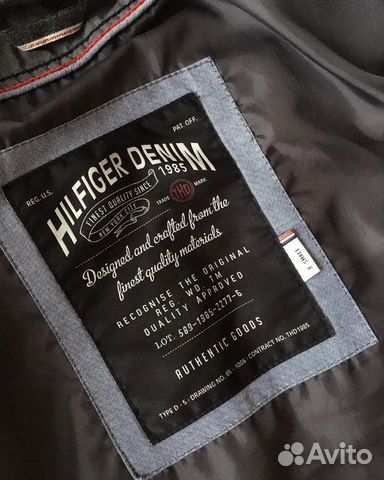 REG. U.S.
PAT. OFF.
HILFIGER DENIM
FINEST QUALITY SINCE
1985
NEW YORK CITY
TRADE THD MARK
Designed and crafted from the
finest quality materials.
RECOGNISE THE ORIGINAL
REG. WD. TM
QUALITY APPROVED
LOT. 589-1985-2777-6
AUTHENTIC GOODS
TYPE D - 5 - DRAWING NO. 85 - 1006 - CONTRACT NO. THD1985
X SMALL
Avito